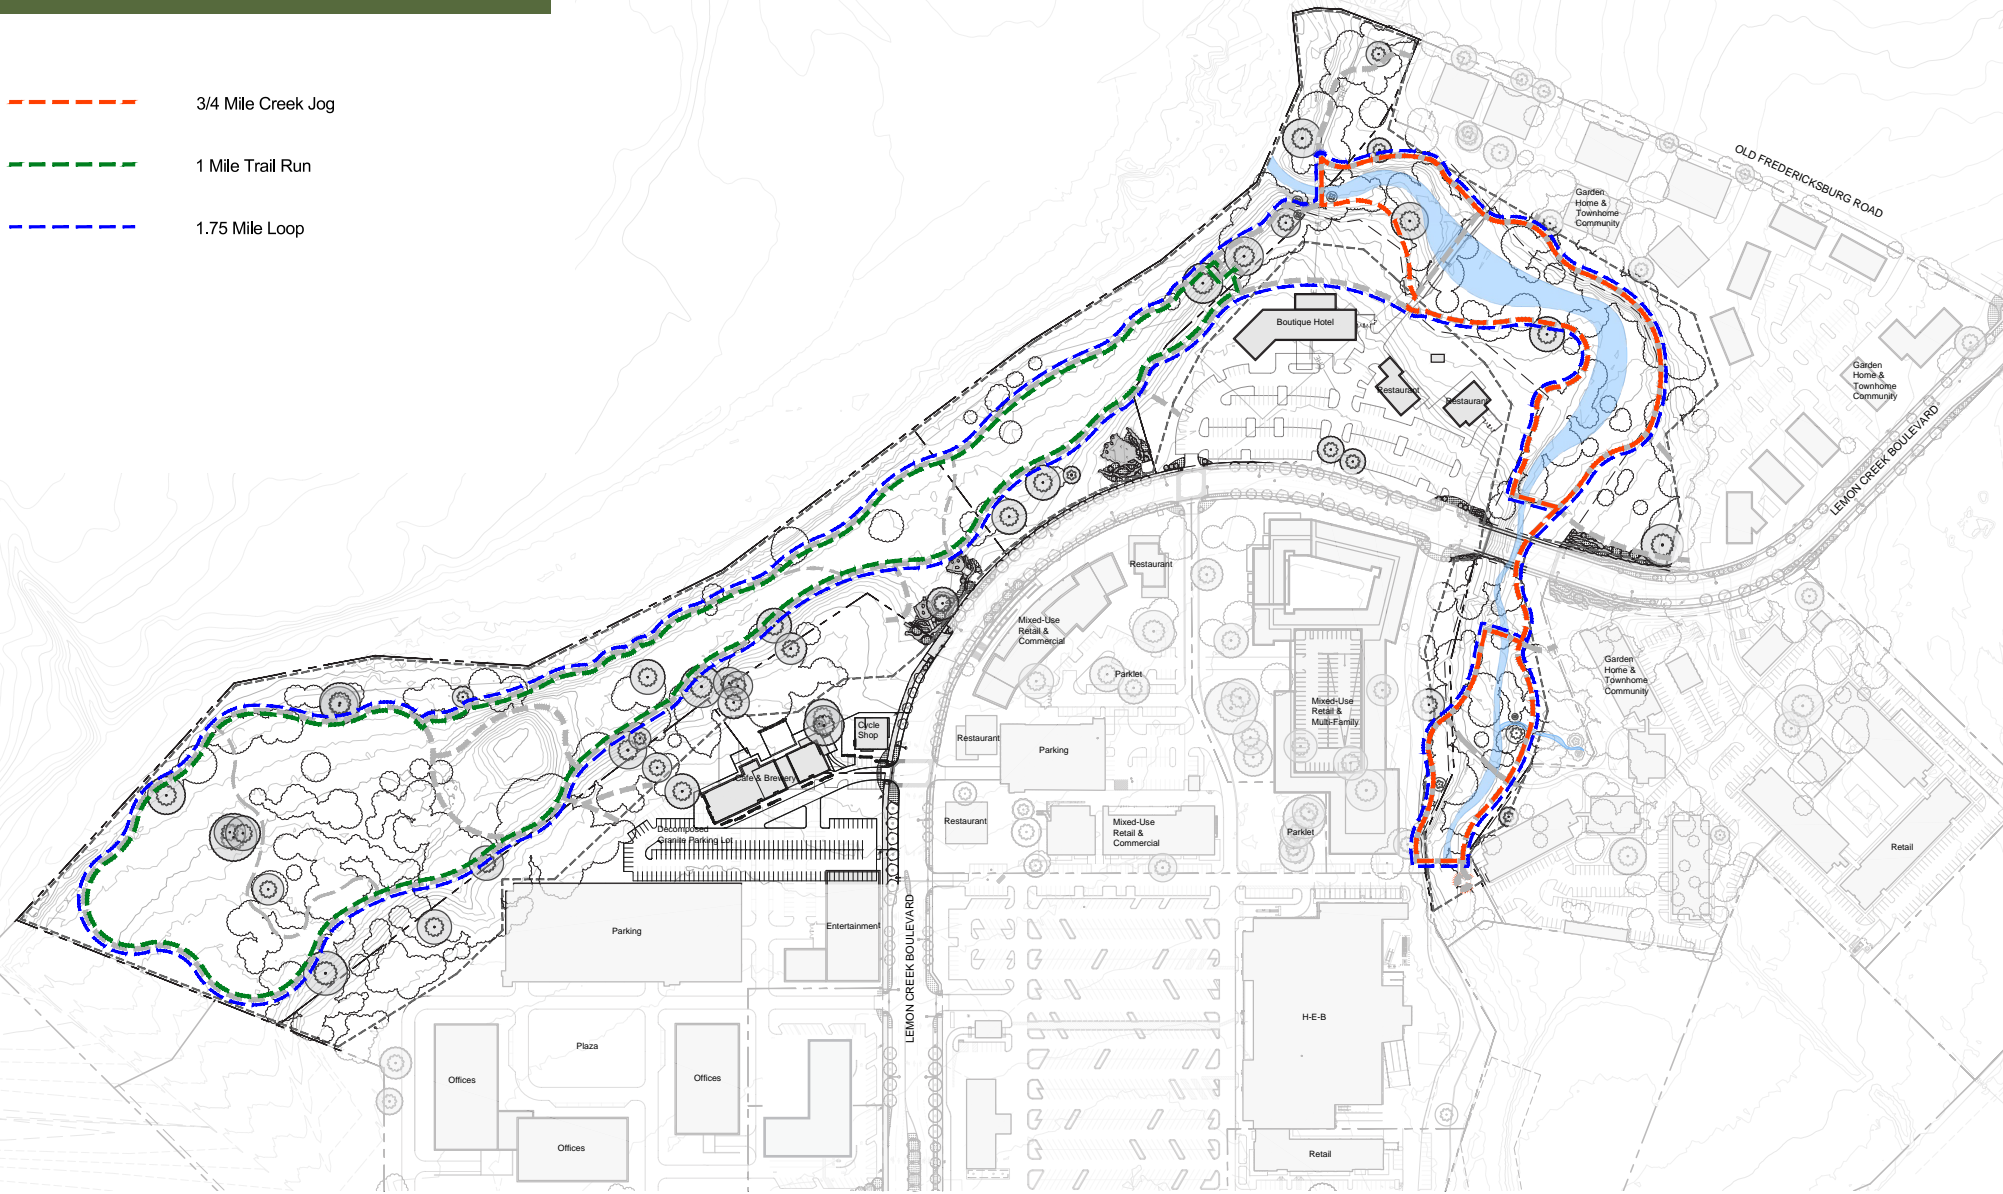 3/4 Mile Creek Jog
1 Mile Trail Run
1.75 Mile Loop
OLD FREDERICKSBURG ROAD
Garden
Home &
Townhome
Community
Boutique Hotel
Restaurant
Restaurant
Garden
Home &
Townhome
Community
LEMON CREEK BOULEVARD
Restaurant
Mixed-Use
Retail &
Commercial
Parklet
Garden
Home &
Townhome
Community
Mixed-Use
Retail &
Multi-Family
Cycle
Shop
Restaurant
Parking
Cafe & Brewery
Decomposed
Granite Parking Lot
Restaurant
Mixed-Use
Retail &
Commercial
Parklet
Retail
Parking
Entertainment
LEMON CREEK BOULEVARD
H-E-B
Plaza
Offices
Offices
Offices
Retail